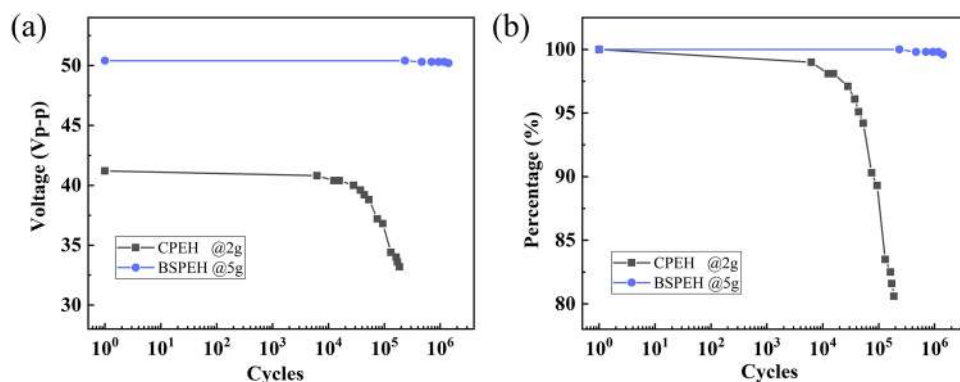 (a)
Voltage (Vp-p)
55
50
45
40
35
30
CPEH @2g
BSPEH @5g
10^0 10^1 10^2 10^3 10^4 10^5 10^6
Cycles
(b)
Percentage (%)
100
95
90
85
80
CPEH @2g
BSPEH @5g
10^0 10^1 10^2 10^3 10^4 10^5 10^6
Cycles